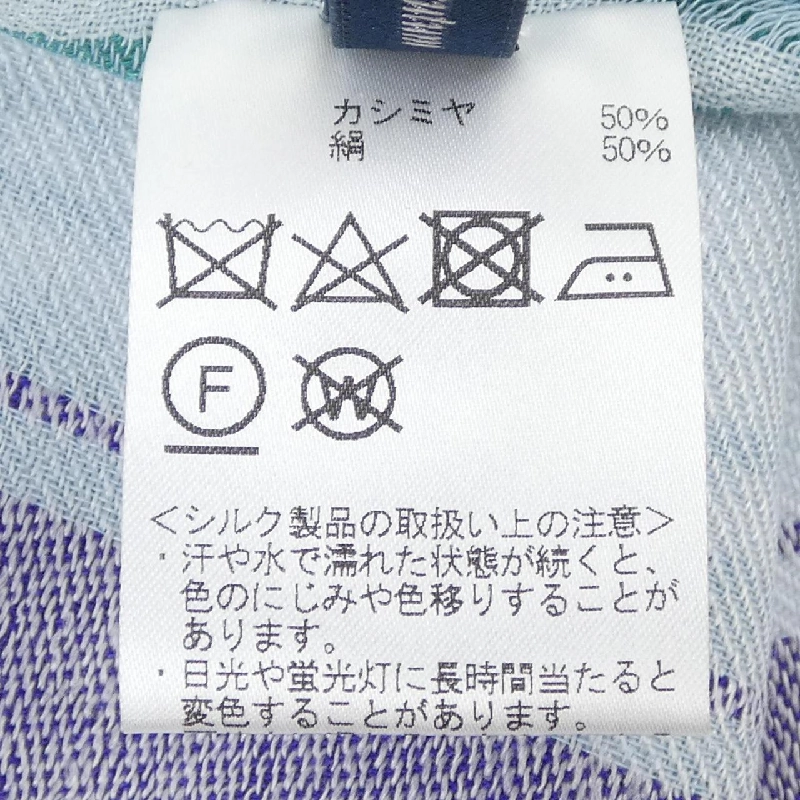 カシミヤ 50%
絹 50%
F
W
＜シルク製品の取扱い上の注意＞
・汗や水で濡れた状態が続くと、
色のにじみや色移りすることが
あります。
・日光や蛍光灯に長時間当たると
変色することがあります。